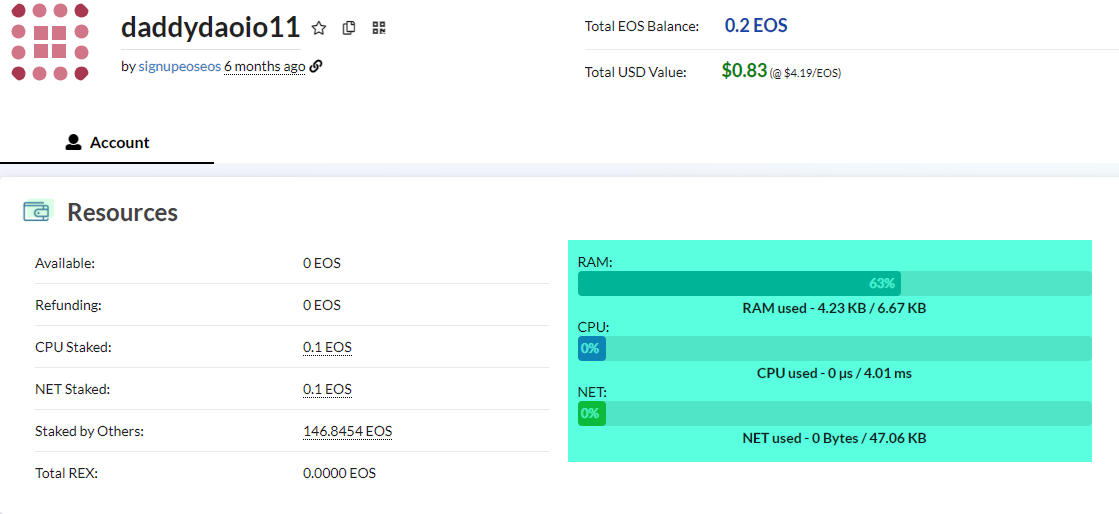 daddydaoio11
by signupeoseos 6 months ago
Total EOS Balance: 0.2 EOS
Total USD Value: $0.83 (@ $4.19/EOS)
Account
Resources
Available: 0 EOS
Refunding: 0 EOS
CPU Staked: 0.1 EOS
NET Staked: 0.1 EOS
Staked by Others: 146.8454 EOS
Total REX: 0.0000 EOS
RAM:
63%
RAM used - 4.23 KB / 6.67 KB
CPU:
0%
CPU used - 0 µs / 4.01 ms
NET:
0%
NET used - 0 Bytes / 47.06 KB